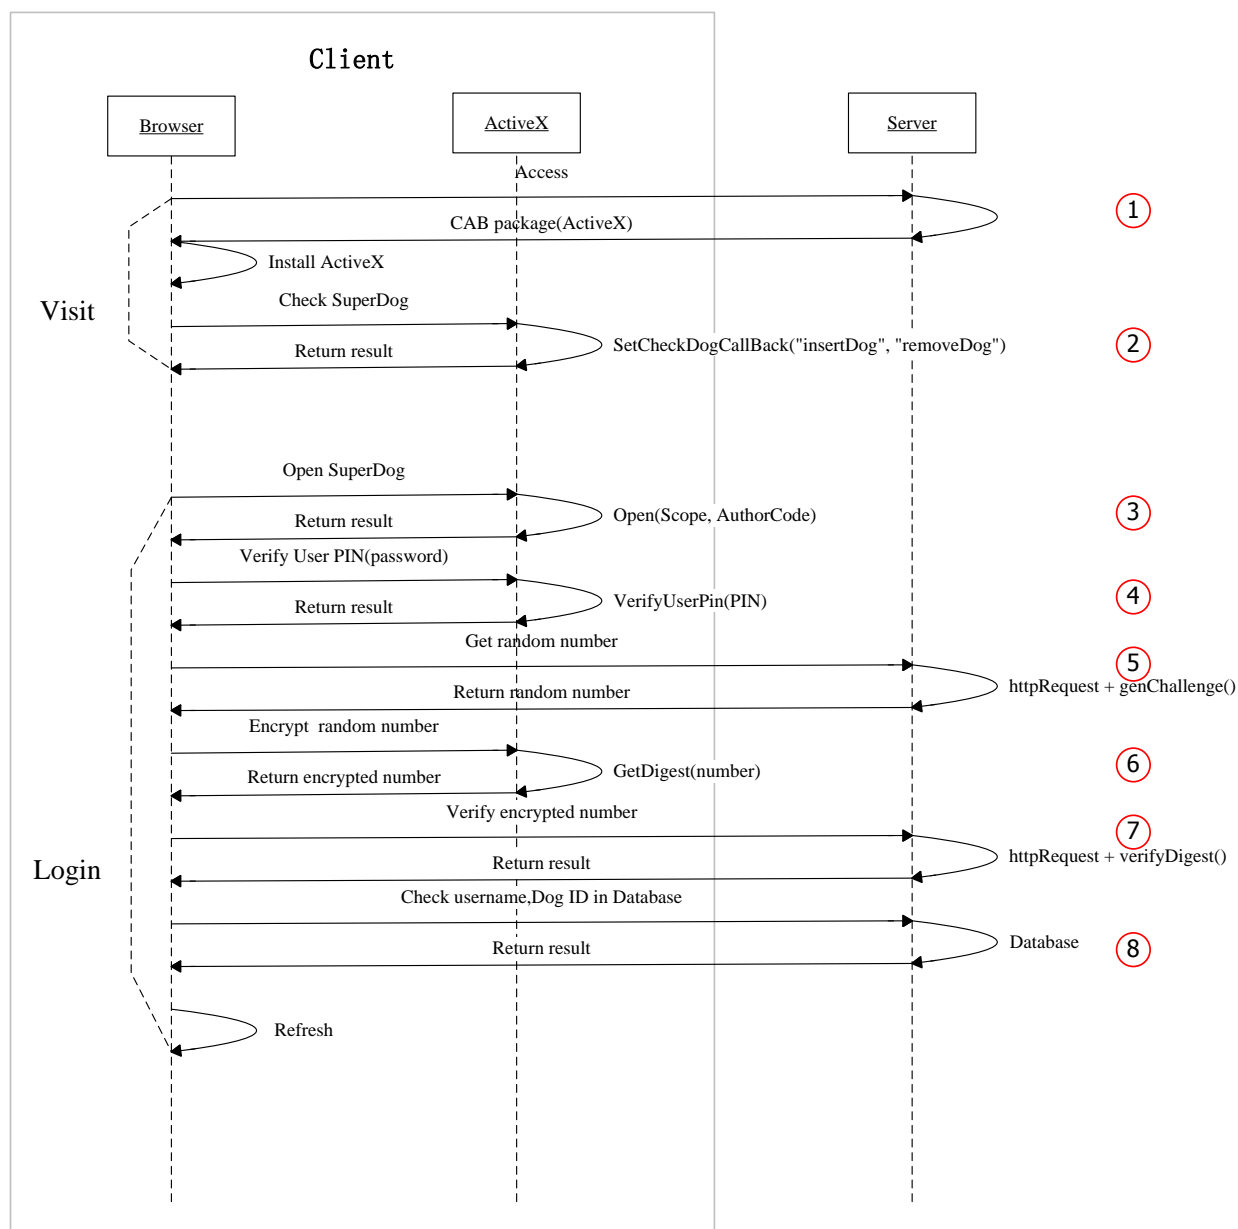 Client
Browser
ActiveX
Server
Access
1
CAB package(ActiveX)
Install ActiveX
Check SuperDog
Visit
SetCheckDogCallBack("insertDog", "removeDog")
2
Return result
Open SuperDog
Open(Scope, AuthorCode)
3
Return result
Verify User PIN(password)
VerifyUserPin(PIN)
4
Return result
Get random number
5
httpRequest + genChallenge()
Return random number
Encrypt  random number
GetDigest(number)
6
Return encrypted number
Verify encrypted number
7
httpRequest + verifyDigest()
Return result
Login
Check username,Dog ID in Database
Database
8
Return result
Refresh